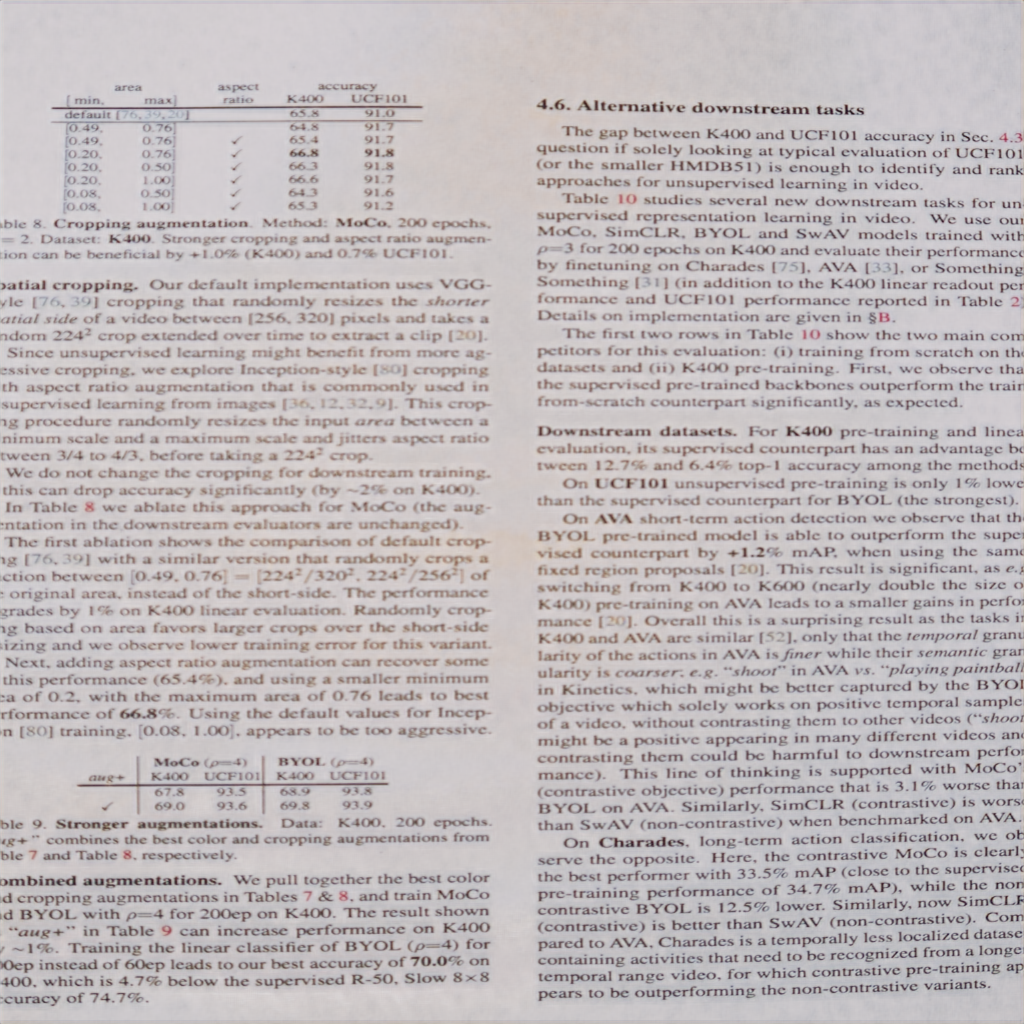 area aspect accuracy
[min, max] ratio K400 UCF101
default [76, 39, 20] 65.8 91.0
[0.49, 0.76] 64.8 91.7
[0.49, 0.76] ✓ 65.4 91.7
[0.20, 0.76] ✓ 66.8 91.8
[0.20, 0.50] ✓ 66.3 91.8
[0.20, 1.00] ✓ 66.6 91.7
[0.08, 0.50] ✓ 64.3 91.6
[0.08, 1.00] ✓ 65.3 91.2
ble 8. Cropping augmentation. Method: MoCo, 200 epochs,
= 2. Dataset: K400. Stronger cropping and aspect ratio augmen-
ion can be beneficial by +1.0% (K400) and 0.7% UCF101.
patial cropping. Our default implementation uses VGG-
yle [76, 39] cropping that randomly resizes the shorter
atial side of a video between [256, 320] pixels and takes a
ndom 224² crop extended over time to extract a clip [20].
Since unsupervised learning might benefit from more ag-
essive cropping, we explore Inception-style [80] cropping
th aspect ratio augmentation that is commonly used in
supervised learning from images [36, 12, 32, 9]. This crop-
ng procedure randomly resizes the input area between a
nimum scale and a maximum scale and jitters aspect ratio
tween 3/4 to 4/3, before taking a 224² crop.
We do not change the cropping for downstream training,
this can drop accuracy significantly (by ~2% on K400).
In Table 8 we ablate this approach for MoCo (the aug-
entation in the downstream evaluators are unchanged).
The first ablation shows the comparison of default crop-
ng [76, 39] with a similar version that randomly crops a
ction between [0.49, 0.76] = [224²/320², 224²/256²] of
e original area, instead of the short-side. The performance
grades by 1% on K400 linear evaluation. Randomly crop-
ng based on area favors larger crops over the short-side
sizing and we observe lower training error for this variant.
Next, adding aspect ratio augmentation can recover some
this performance (65.4%), and using a smaller minimum
ea of 0.2, with the maximum area of 0.76 leads to best
rformance of 66.8%. Using the default values for Incep-
n [80] training, [0.08, 1.00], appears to be too aggressive.
MoCo (ρ=4) BYOL (ρ=4)
aug+ K400 UCF101 K400 UCF101
67.8 93.5 68.9 93.8
✓ 69.0 93.6 69.8 93.9
ble 9. Stronger augmentations. Data: K400, 200 epochs.
ug+" combines the best color and cropping augmentations from
ble 7 and Table 8, respectively.
ombined augmentations. We pull together the best color
d cropping augmentations in Tables 7 & 8, and train MoCo
d BYOL with ρ=4 for 200ep on K400. The result shown
"aug+" in Table 9 can increase performance on K400
y ~1%. Training the linear classifier of BYOL (ρ=4) for
00ep instead of 60ep leads to our best accuracy of 70.0% on
400, which is 4.7% below the supervised R-50, Slow 8×8
ccuracy of 74.7%.
4.6. Alternative downstream tasks
The gap between K400 and UCF101 accuracy in Sec. 4.3
question if solely looking at typical evaluation of UCF101
(or the smaller HMDB51) is enough to identify and rank
approaches for unsupervised learning in video.
Table 10 studies several new downstream tasks for un
supervised representation learning in video. We use our
MoCo, SimCLR, BYOL and SwAV models trained with
ρ=3 for 200 epochs on K400 and evaluate their performance
by finetuning on Charades [75], AVA [33], or Something
Something [31] (in addition to the K400 linear readout per
formance and UCF101 performance reported in Table 2)
Details on implementation are given in §B.
The first two rows in Table 10 show the two main com
petitors for this evaluation: (i) training from scratch on the
datasets and (ii) K400 pre-training. First, we observe tha
the supervised pre-trained backbones outperform the train
from-scratch counterpart significantly, as expected.
Downstream datasets. For K400 pre-training and linea
evaluation, its supervised counterpart has an advantage be
tween 12.7% and 6.4% top-1 accuracy among the methods
On UCF101 unsupervised pre-training is only 1% lowe
than the supervised counterpart for BYOL (the strongest).
On AVA short-term action detection we observe that the
BYOL pre-trained model is able to outperform the super
vised counterpart by +1.2% mAP, when using the same
fixed region proposals [20]. This result is significant, as e.g
switching from K400 to K600 (nearly double the size o
K400) pre-training on AVA leads to a smaller gains in perfor
mance [20]. Overall this is a surprising result as the tasks in
K400 and AVA are similar [52], only that the temporal granu
larity of the actions in AVA is finer while their semantic gran
ularity is coarser, e.g. "shoot" in AVA vs. "playing paintball
in Kinetics, which might be better captured by the BYOL
objective which solely works on positive temporal sample
of a video, without contrasting them to other videos ("shoot
might be a positive appearing in many different videos and
contrasting them could be harmful to downstream perfor
mance). This line of thinking is supported with MoCo'
(contrastive objective) performance that is 3.1% worse than
BYOL on AVA. Similarly, SimCLR (contrastive) is worse
than SwAV (non-contrastive) when benchmarked on AVA.
On Charades, long-term action classification, we ob
serve the opposite. Here, the contrastive MoCo is clearly
the best performer with 33.5% mAP (close to the supervised
pre-training performance of 34.7% mAP), while the non
contrastive BYOL is 12.5% lower. Similarly, now SimCLR
(contrastive) is better than SwAV (non-contrastive). Com
pared to AVA, Charades is a temporally less localized datase
containing activities that need to be recognized from a longer
temporal range video, for which contrastive pre-training ap
pears to be outperforming the non-contrastive variants.